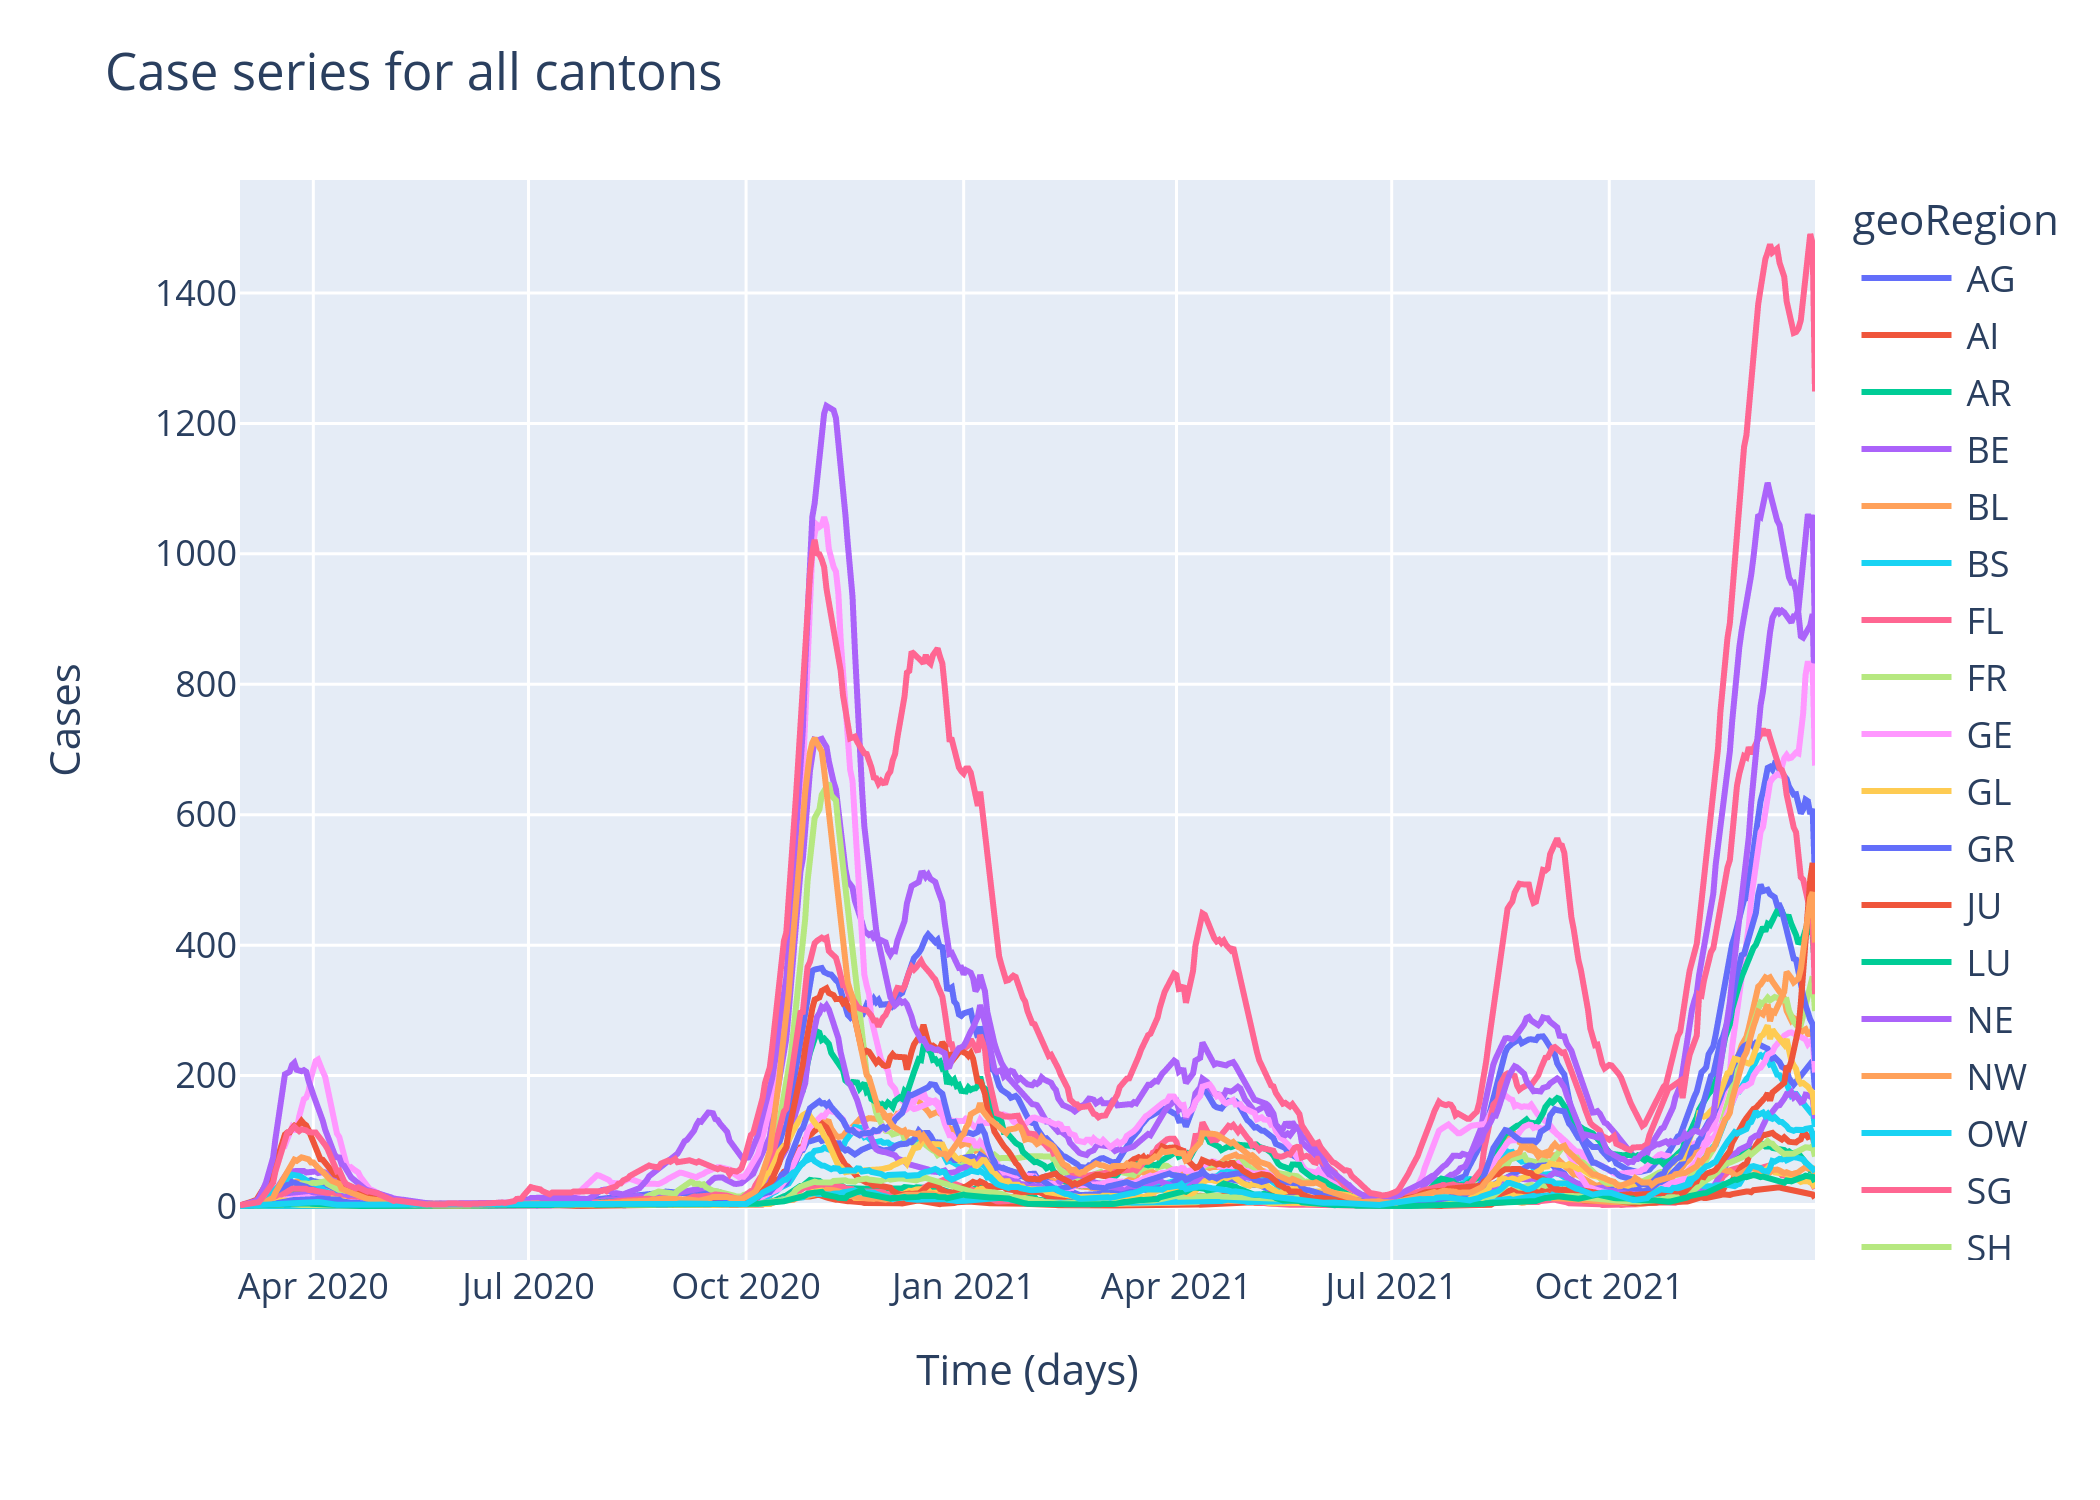 Case series for all cantons
geoRegion
AG
AI
AR
BE
BL
BS
FL
FR
GE
GL
GR
JU
LU
NE
NW
OW
SG
SH
1400
1200
1000
800
600
400
200
0
Cases
Apr 2020
Jul 2020
Oct 2020
Jan 2021
Apr 2021
Jul 2021
Oct 2021
Time (days)